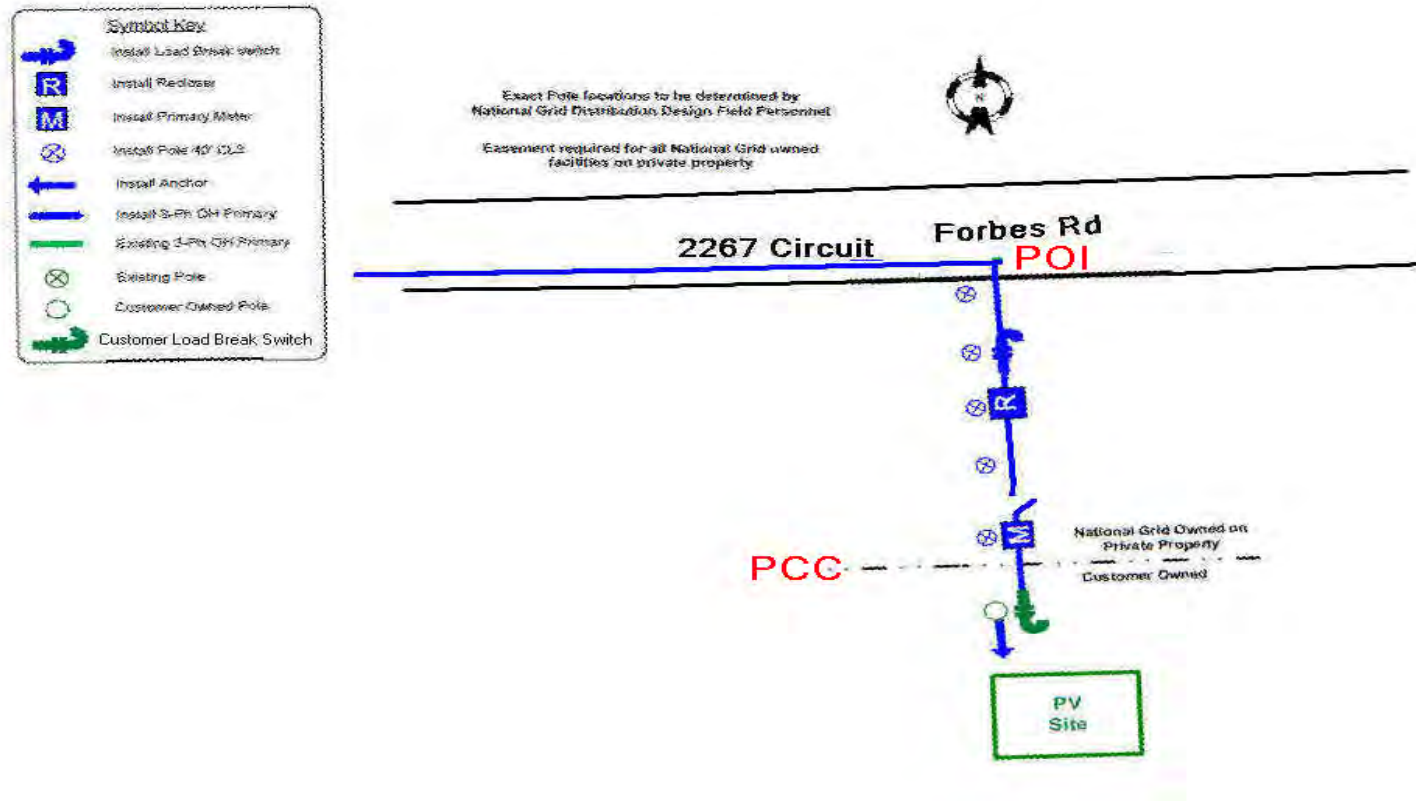 Symbol Key
Install Load Break switch
R
Install Recloser
M
Install Primary Meter
Install Pole 40' CL3
Install Anchor
Install 3-Ph OH Primary
Existing 3-Ph OH Primary
Existing Pole
Customer Owned Pole
Customer Load Break Switch
Exact Pole locations to be determined by
National Grid Distribution Design Field Personnel
Easement required for all National Grid owned
facilities on private property
N
2267 Circuit
Forbes Rd
POI
R
M
National Grid Owned on
Private Property
PCC
Customer Owned
PV
Site